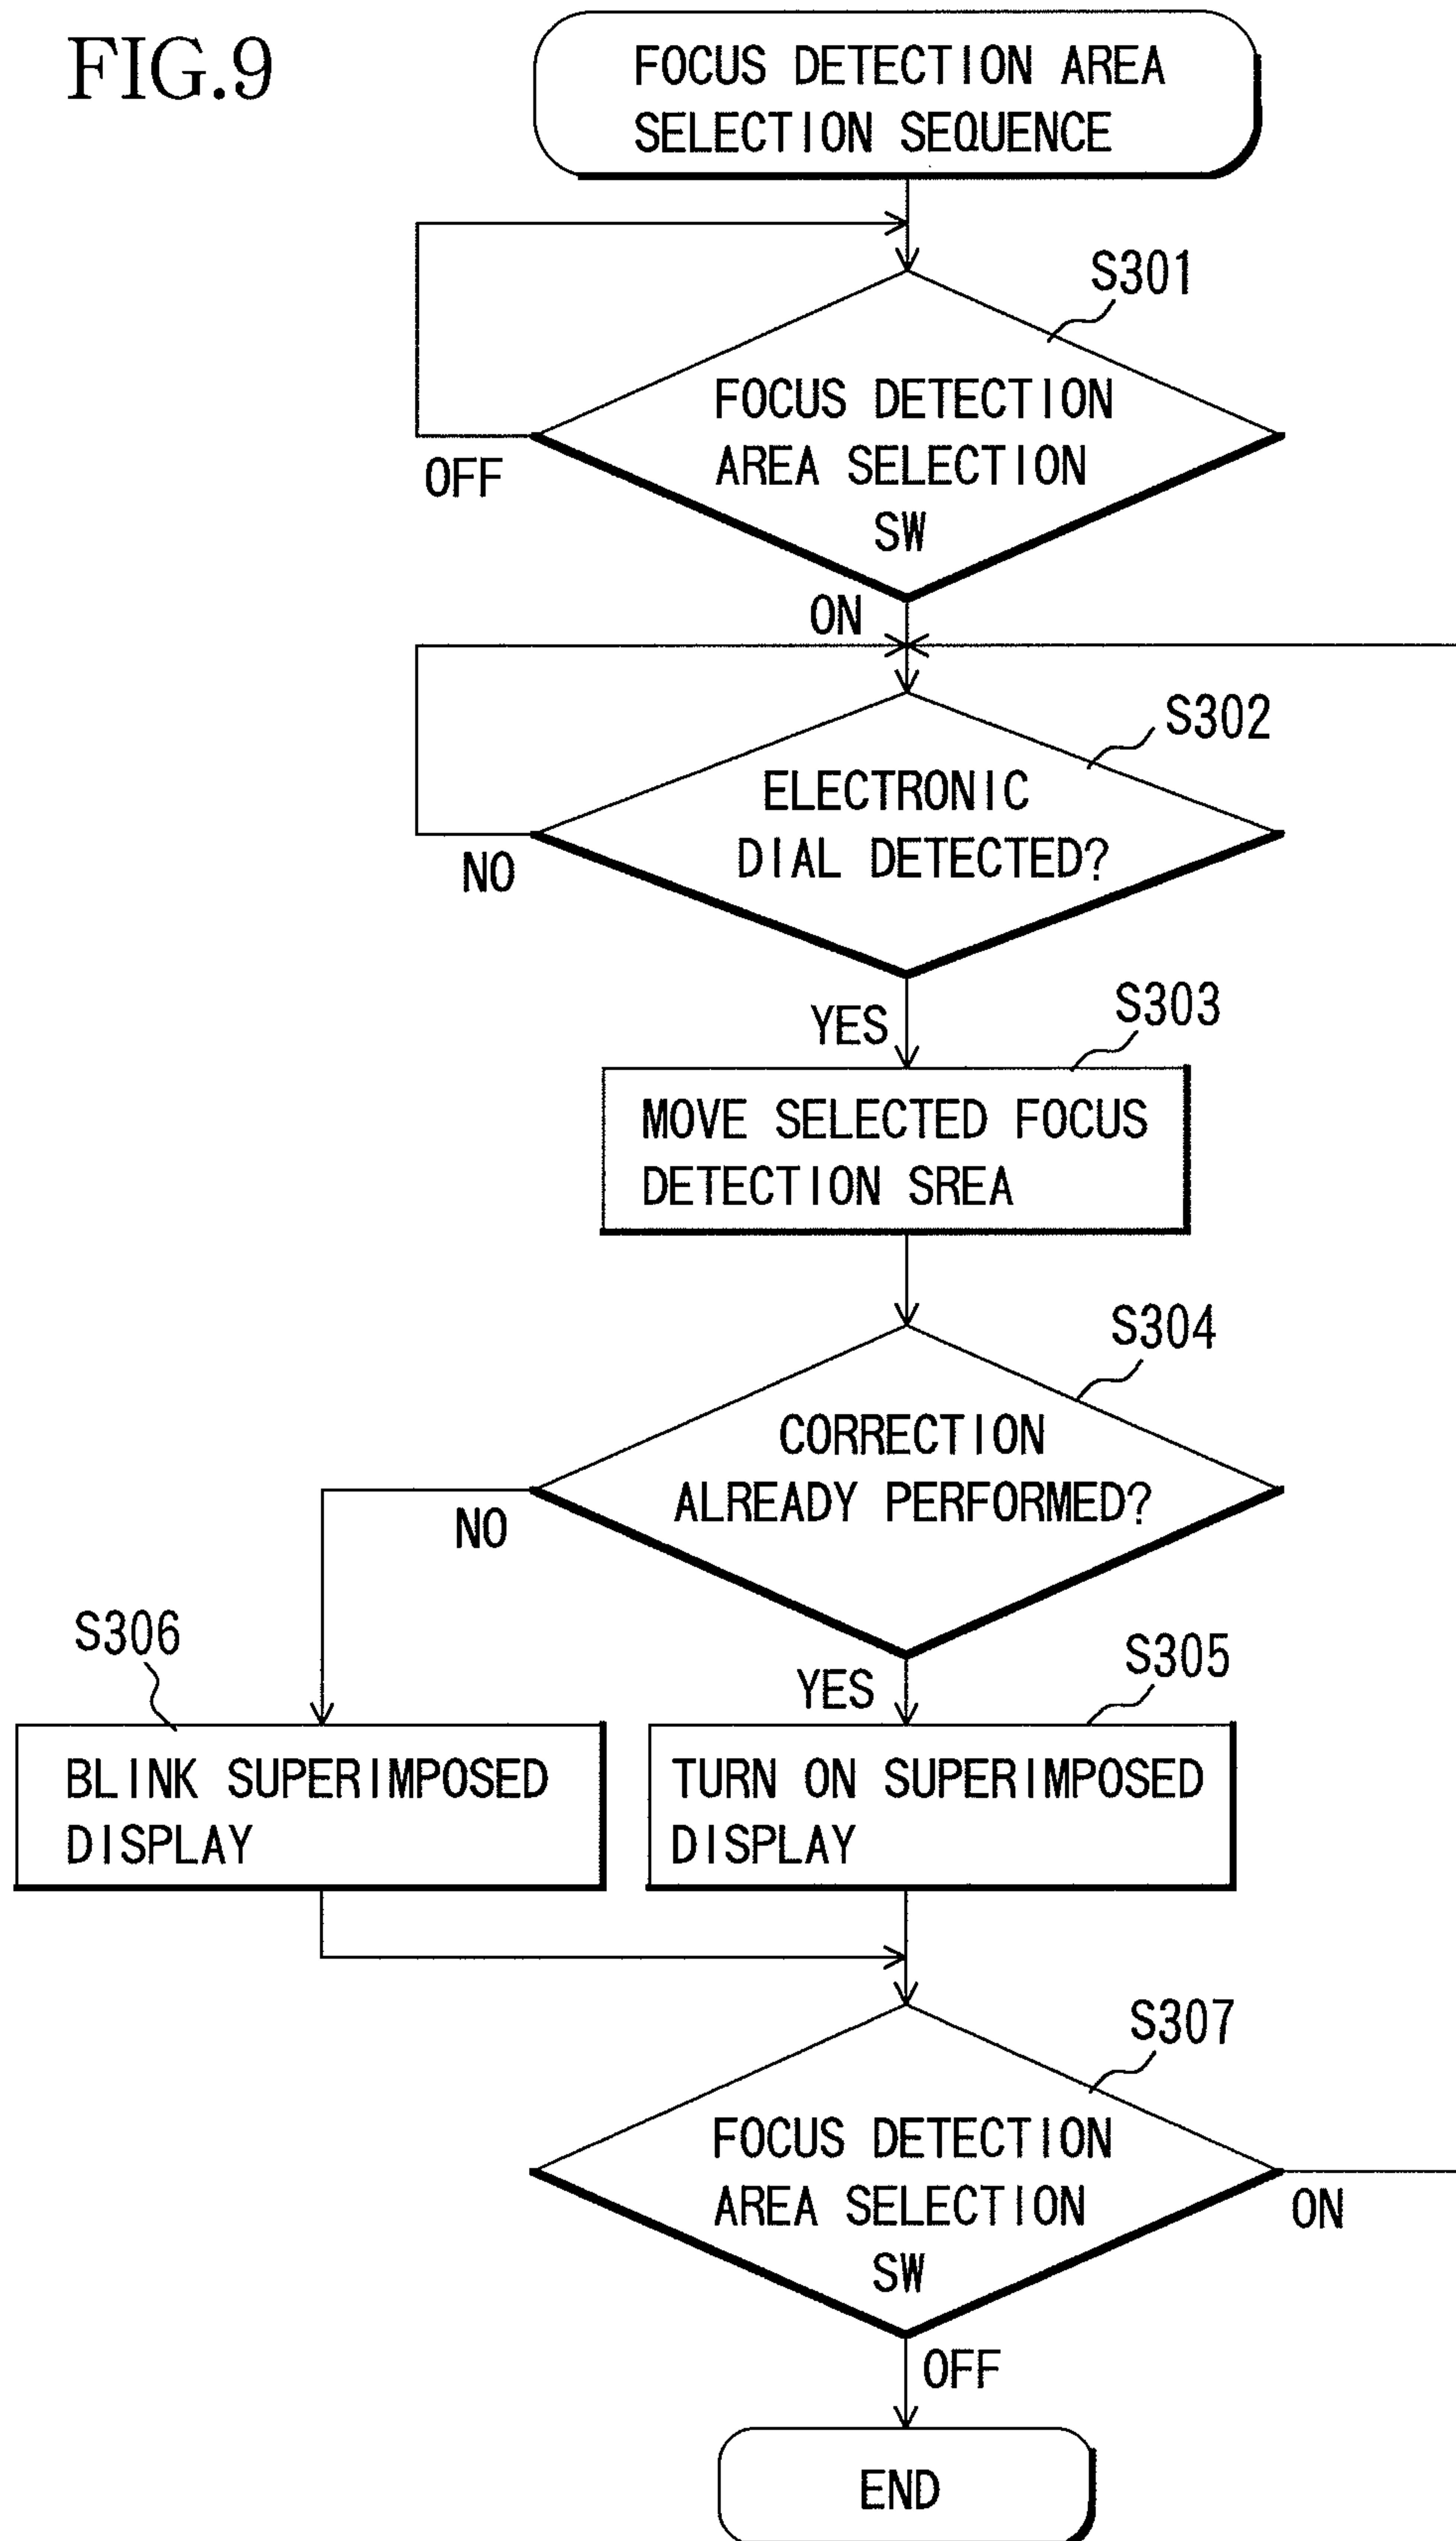 FIG.9
FOCUS DETECTION AREA
SELECTION SEQUENCE
S301
FOCUS DETECTION
AREA SELECTION
SW
OFF
ON
S302
ELECTRONIC
DIAL DETECTED?
NO
YES
S303
MOVE SELECTED FOCUS
DETECTION SREA
S304
CORRECTION
ALREADY PERFORMED?
NO
YES
S306
S305
BLINK SUPERIMPOSED
DISPLAY
TURN ON SUPERIMPOSED
DISPLAY
S307
FOCUS DETECTION
AREA SELECTION
SW
ON
OFF
END